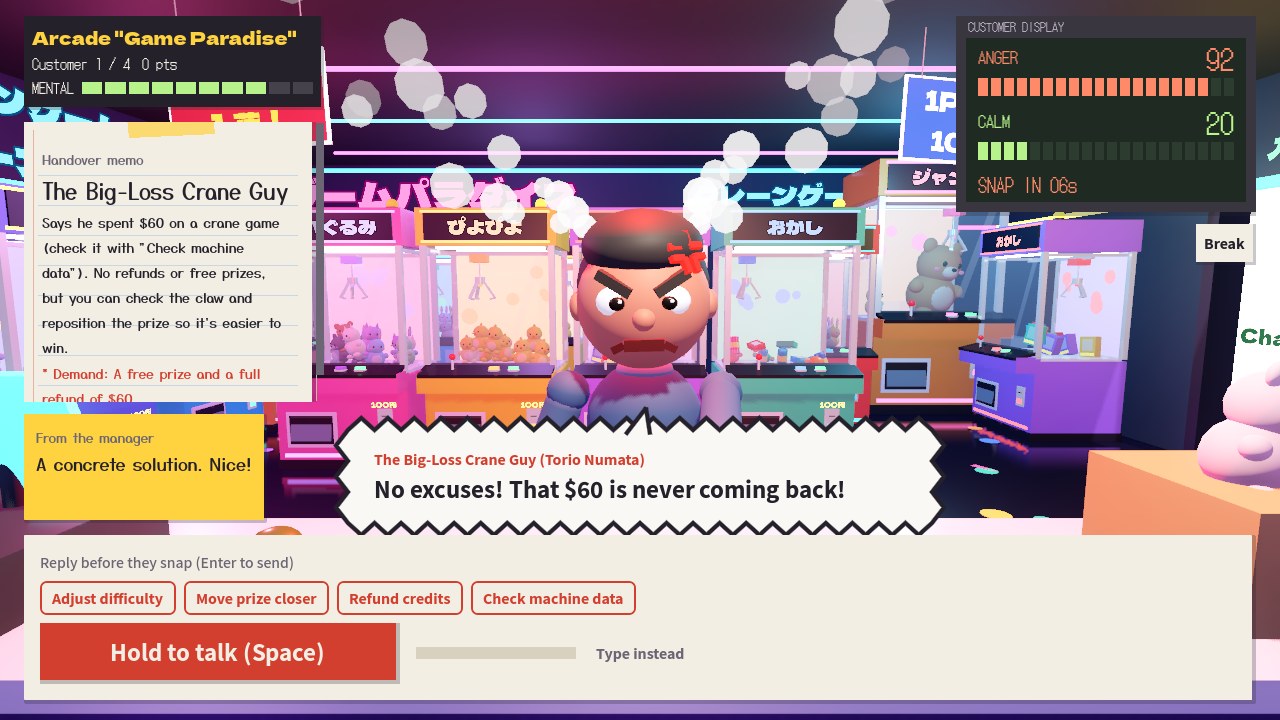 Arcade "Game Paradise"
Customer 1 / 4 0 pts
MENTAL
Handover memo
The Big-Loss Crane Guy
Says he spent $60 on a crane game
(check it with "Check machine
data"). No refunds or free prizes,
but you can check the claw and
reposition the prize so it's easier to
win.
* Demand: A free prize and a full
refund of $60
From the manager
A concrete solution. Nice!
CUSTOMER DISPLAY
ANGER 92
CALM 20
SNAP IN 06s
Break
ームパラダイ
レーンゲー
ぐるみ
ぴよぴよ
おかし
ジャン
おかし
1P
10
100円
100円
100円
Cha
The Big-Loss Crane Guy (Torio Numata)
No excuses! That $60 is never coming back!
Reply before they snap (Enter to send)
Adjust difficulty
Move prize closer
Refund credits
Check machine data
Hold to talk (Space)
Type instead